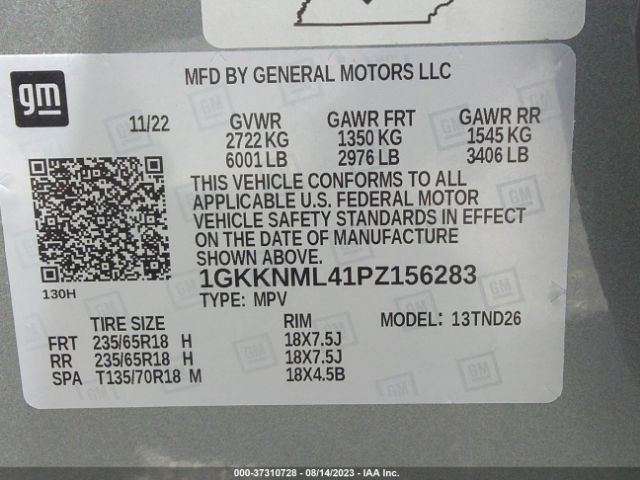 gm
MFD BY GENERAL MOTORS LLC
11/22
GVWR GAWR FRT GAWR RR
2722 KG 1350 KG 1545 KG
6001 LB 2976 LB 3406 LB
THIS VEHICLE CONFORMS TO ALL
APPLICABLE U.S. FEDERAL MOTOR
VEHICLE SAFETY STANDARDS IN EFFECT
ON THE DATE OF MANUFACTURE
SHOWN ABOVE.
130H
1GKKNML41PZ156283
TYPE: MPV
TIRE SIZE RIM MODEL: 13TND26
FRT 235/65R18 H 18X7.5J
RR 235/65R18 H 18X7.5J
SPA T135/70R18 M 18X4.5B
000-37310728 - 08/14/2023 - IAA Inc.